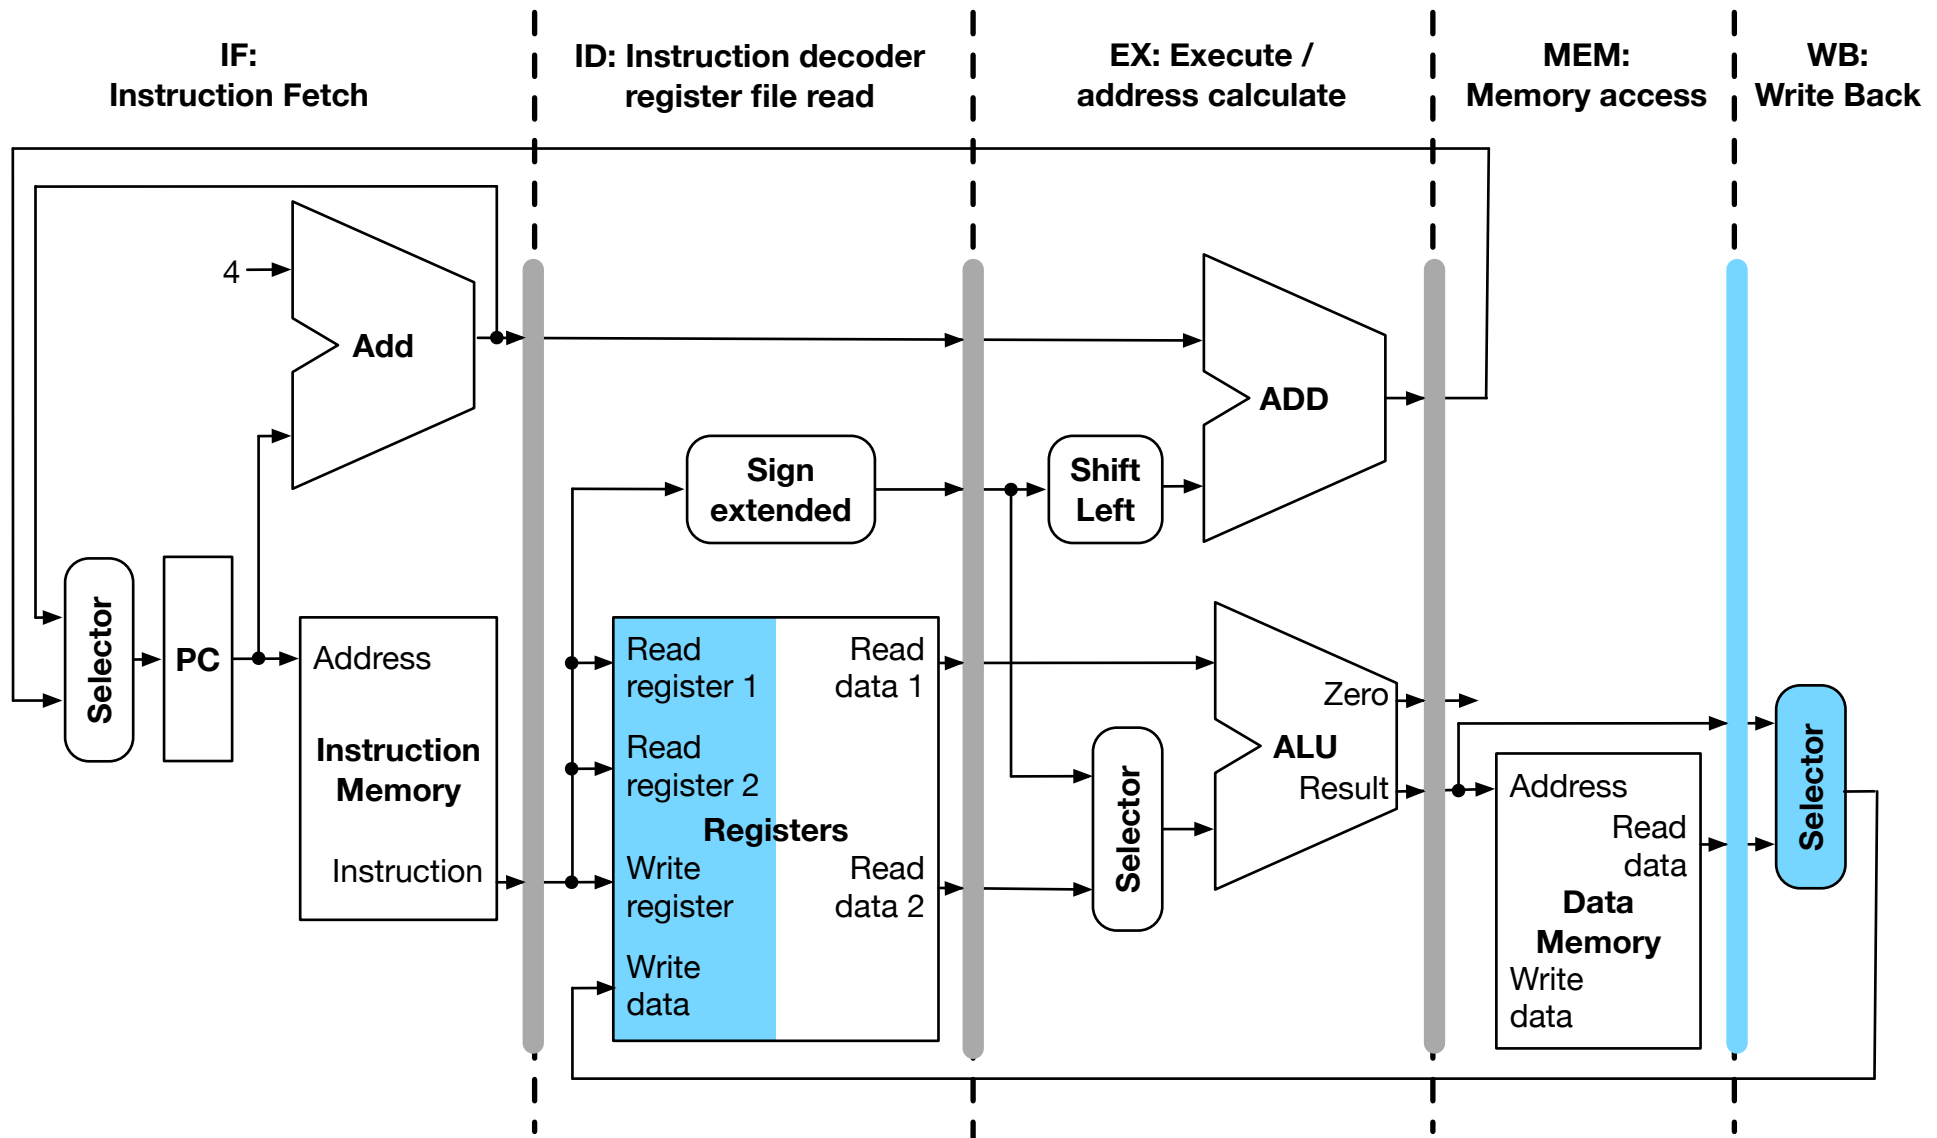 IF:
Instruction Fetch
ID: Instruction decoder
register file read
EX: Execute /
address calculate
MEM:
Memory access
WB:
Write Back
4
Add
ADD
Sign
extended
Shift
Left
Selector
PC
Address
Instruction
Memory
Instruction
Read
register 1
Read
data 1
Read
register 2
Registers
Write
register
Read
data 2
Write
data
Selector
Zero
ALU
Result
Address
Read
data
Data
Memory
Write
data
Selector